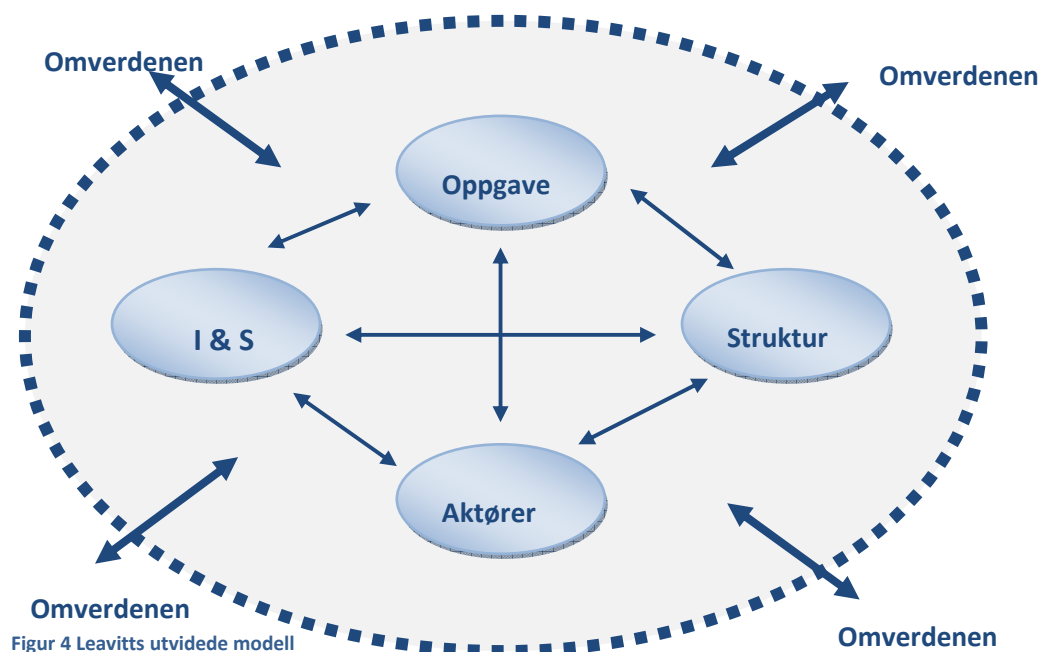 Omverdenen
Omverdenen
Oppgave
I & S
Struktur
Aktører
Omverdenen
Omverdenen
Figur 4 Leavitts utvidede modell